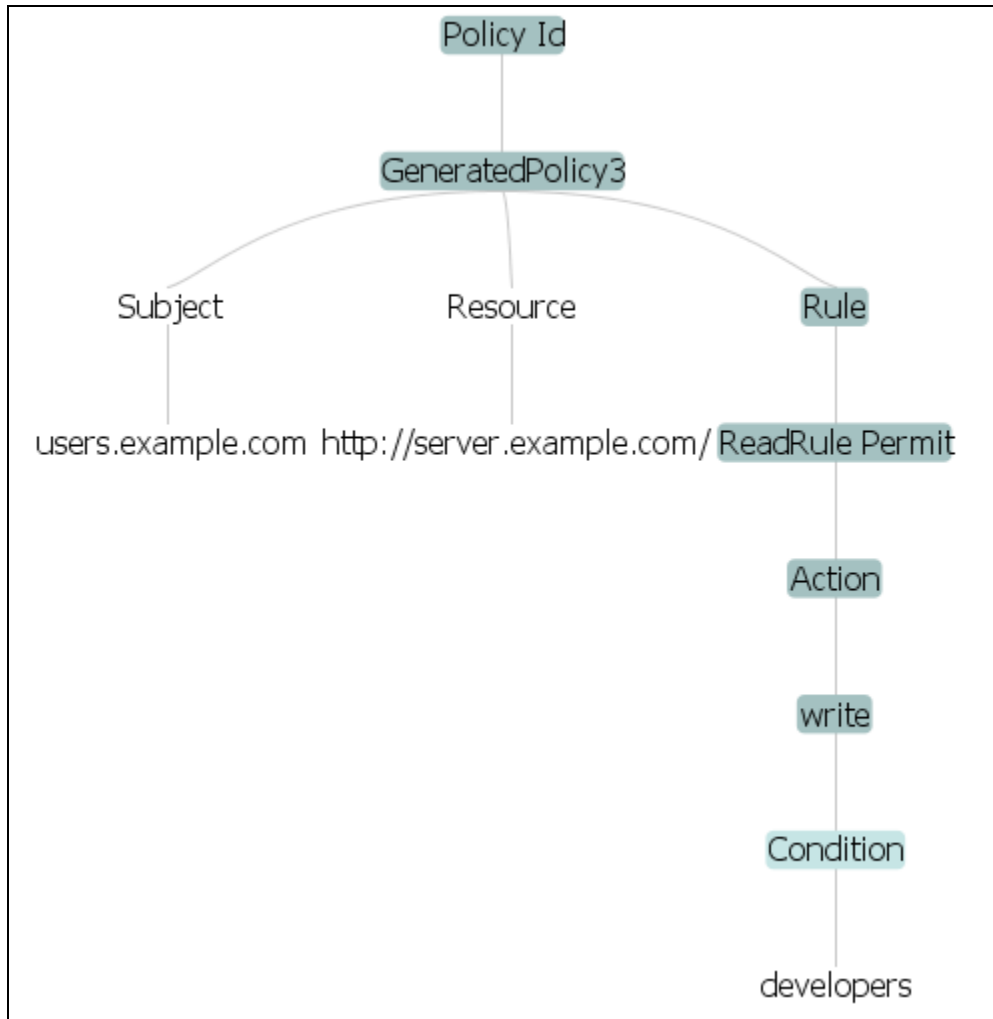 Policy Id
GeneratedPolicy3
Subject Resource Rule
users.example.com http://server.example.com/ ReadRule Permit
Action
write
Condition
developers